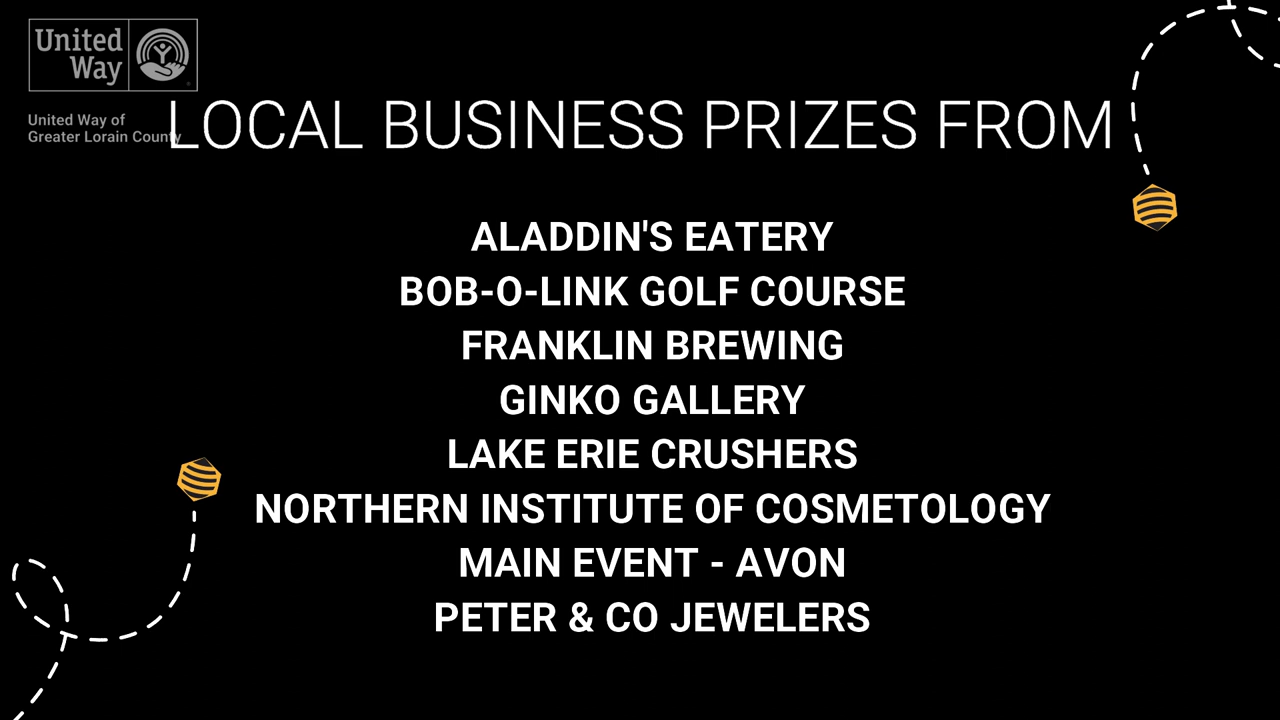 United
Way
United Way of
Greater Lorain County
LOCAL BUSINESS PRIZES FROM
ALADDIN'S EATERY
BOB-O-LINK GOLF COURSE
FRANKLIN BREWING
GINKO GALLERY
LAKE ERIE CRUSHERS
NORTHERN INSTITUTE OF COSMETOLOGY
MAIN EVENT - AVON
PETER & CO JEWELERS